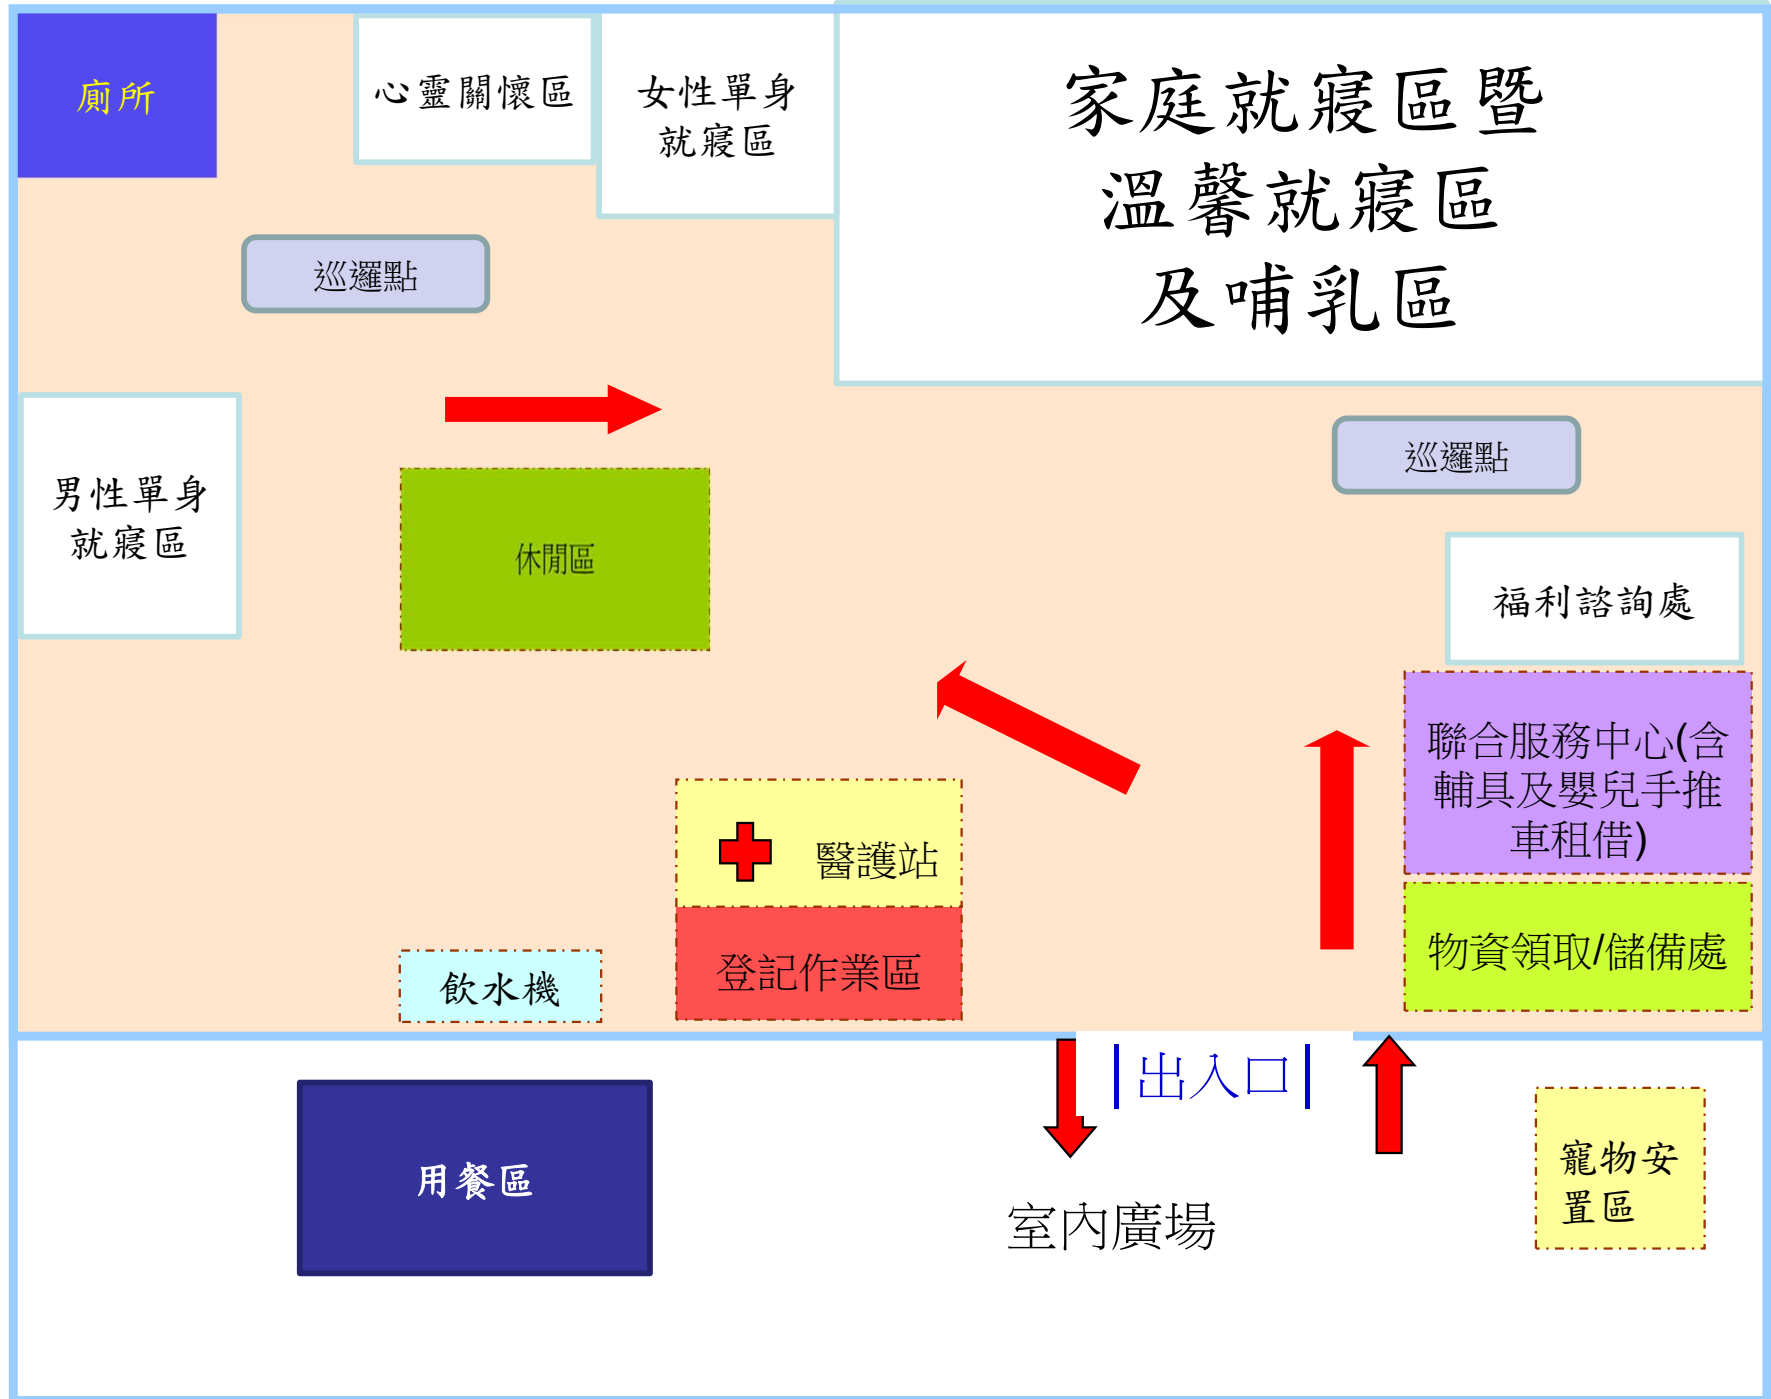 廁所
心靈關懷區
女性單身
就寢區
家庭就寢區暨
溫馨就寢區
及哺乳區
巡邏點
男性單身
就寢區
休閒區
巡邏點
福利諮詢處
聯合服務中心(含
輔具及嬰兒手推
車租借)
醫護站
登記作業區
飲水機
物資領取/儲備處
出入口
用餐區
室內廣場
寵物安
置區